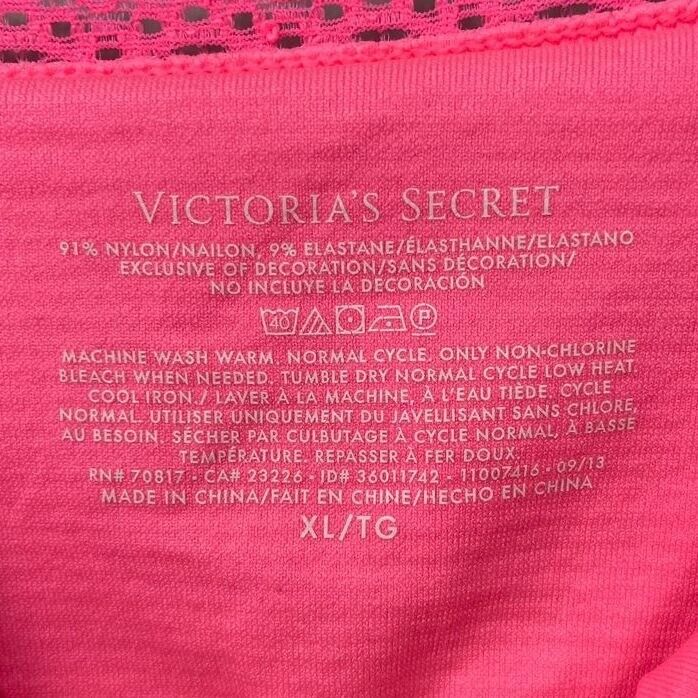 VICTORIA'S SECRET
91% NYLON/NAILON, 9% ELASTANE/ÉLASTHANNE/ELASTANO
EXCLUSIVE OF DECORATION/SANS DÉCORATION/
NO INCLUYE LA DECORACIÓN
40 P
MACHINE WASH WARM. NORMAL CYCLE. ONLY NON-CHLORINE
BLEACH WHEN NEEDED. TUMBLE DRY NORMAL CYCLE LOW HEAT.
COOL IRON./ LAVER À LA MACHINE, À L'EAU TIÈDE. CYCLE
NORMAL. UTILISER UNIQUEMENT DU JAVELLISANT SANS CHLORE,
AU BESOIN. SÉCHER PAR CULBUTAGE À CYCLE NORMAL, À BASSE
TEMPÉRATURE. REPASSER À FER DOUX.
RN# 70817 - CA# 23226 - ID# 36011742 - 11007416 - 09/13
MADE IN CHINA/FAIT EN CHINE/HECHO EN CHINA
XL/TG